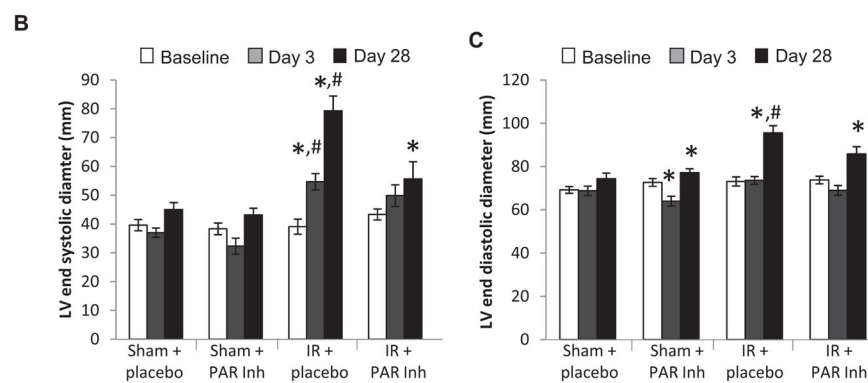 B
Baseline Day 3 Day 28
LV end systolic diamter (mm)
90
80
70
60
50
40
30
20
10
0
*,#
*,#
*
Sham + placebo
Sham + PAR Inh
IR + placebo
IR + PAR Inh
C
Baseline Day 3 Day 28
LV end diastolic diameter (mm)
120
100
80
60
40
20
0
*
*
*,#
*
Sham + placebo
Sham + PAR Inh
IR + placebo
IR + PAR Inh